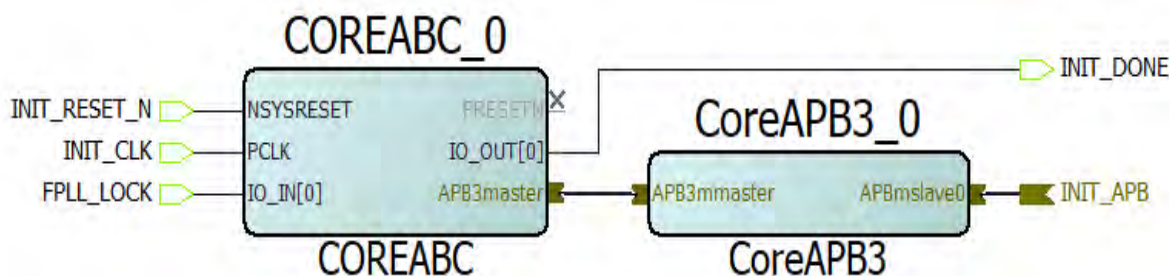 COREABC_0
INIT_RESET_N
NSYSRESET
PRESETN
INIT_DONE
INIT_CLK
PCLK
IO_OUT[0]
FPLL_LOCK
IO_IN[0]
APB3master
COREABC
CoreAPB3_0
APB3mmaster
APBmslave0
INIT_APB
CoreAPB3